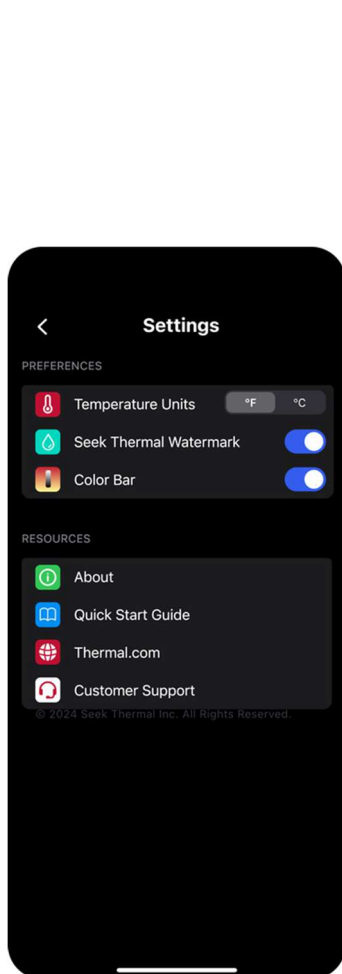 Settings
PREFERENCES
Temperature Units °F °C
Seek Thermal Watermark
Color Bar
RESOURCES
About
Quick Start Guide
Thermal.com
Customer Support
© 2024 Seek Thermal Inc. All Rights Reserved.